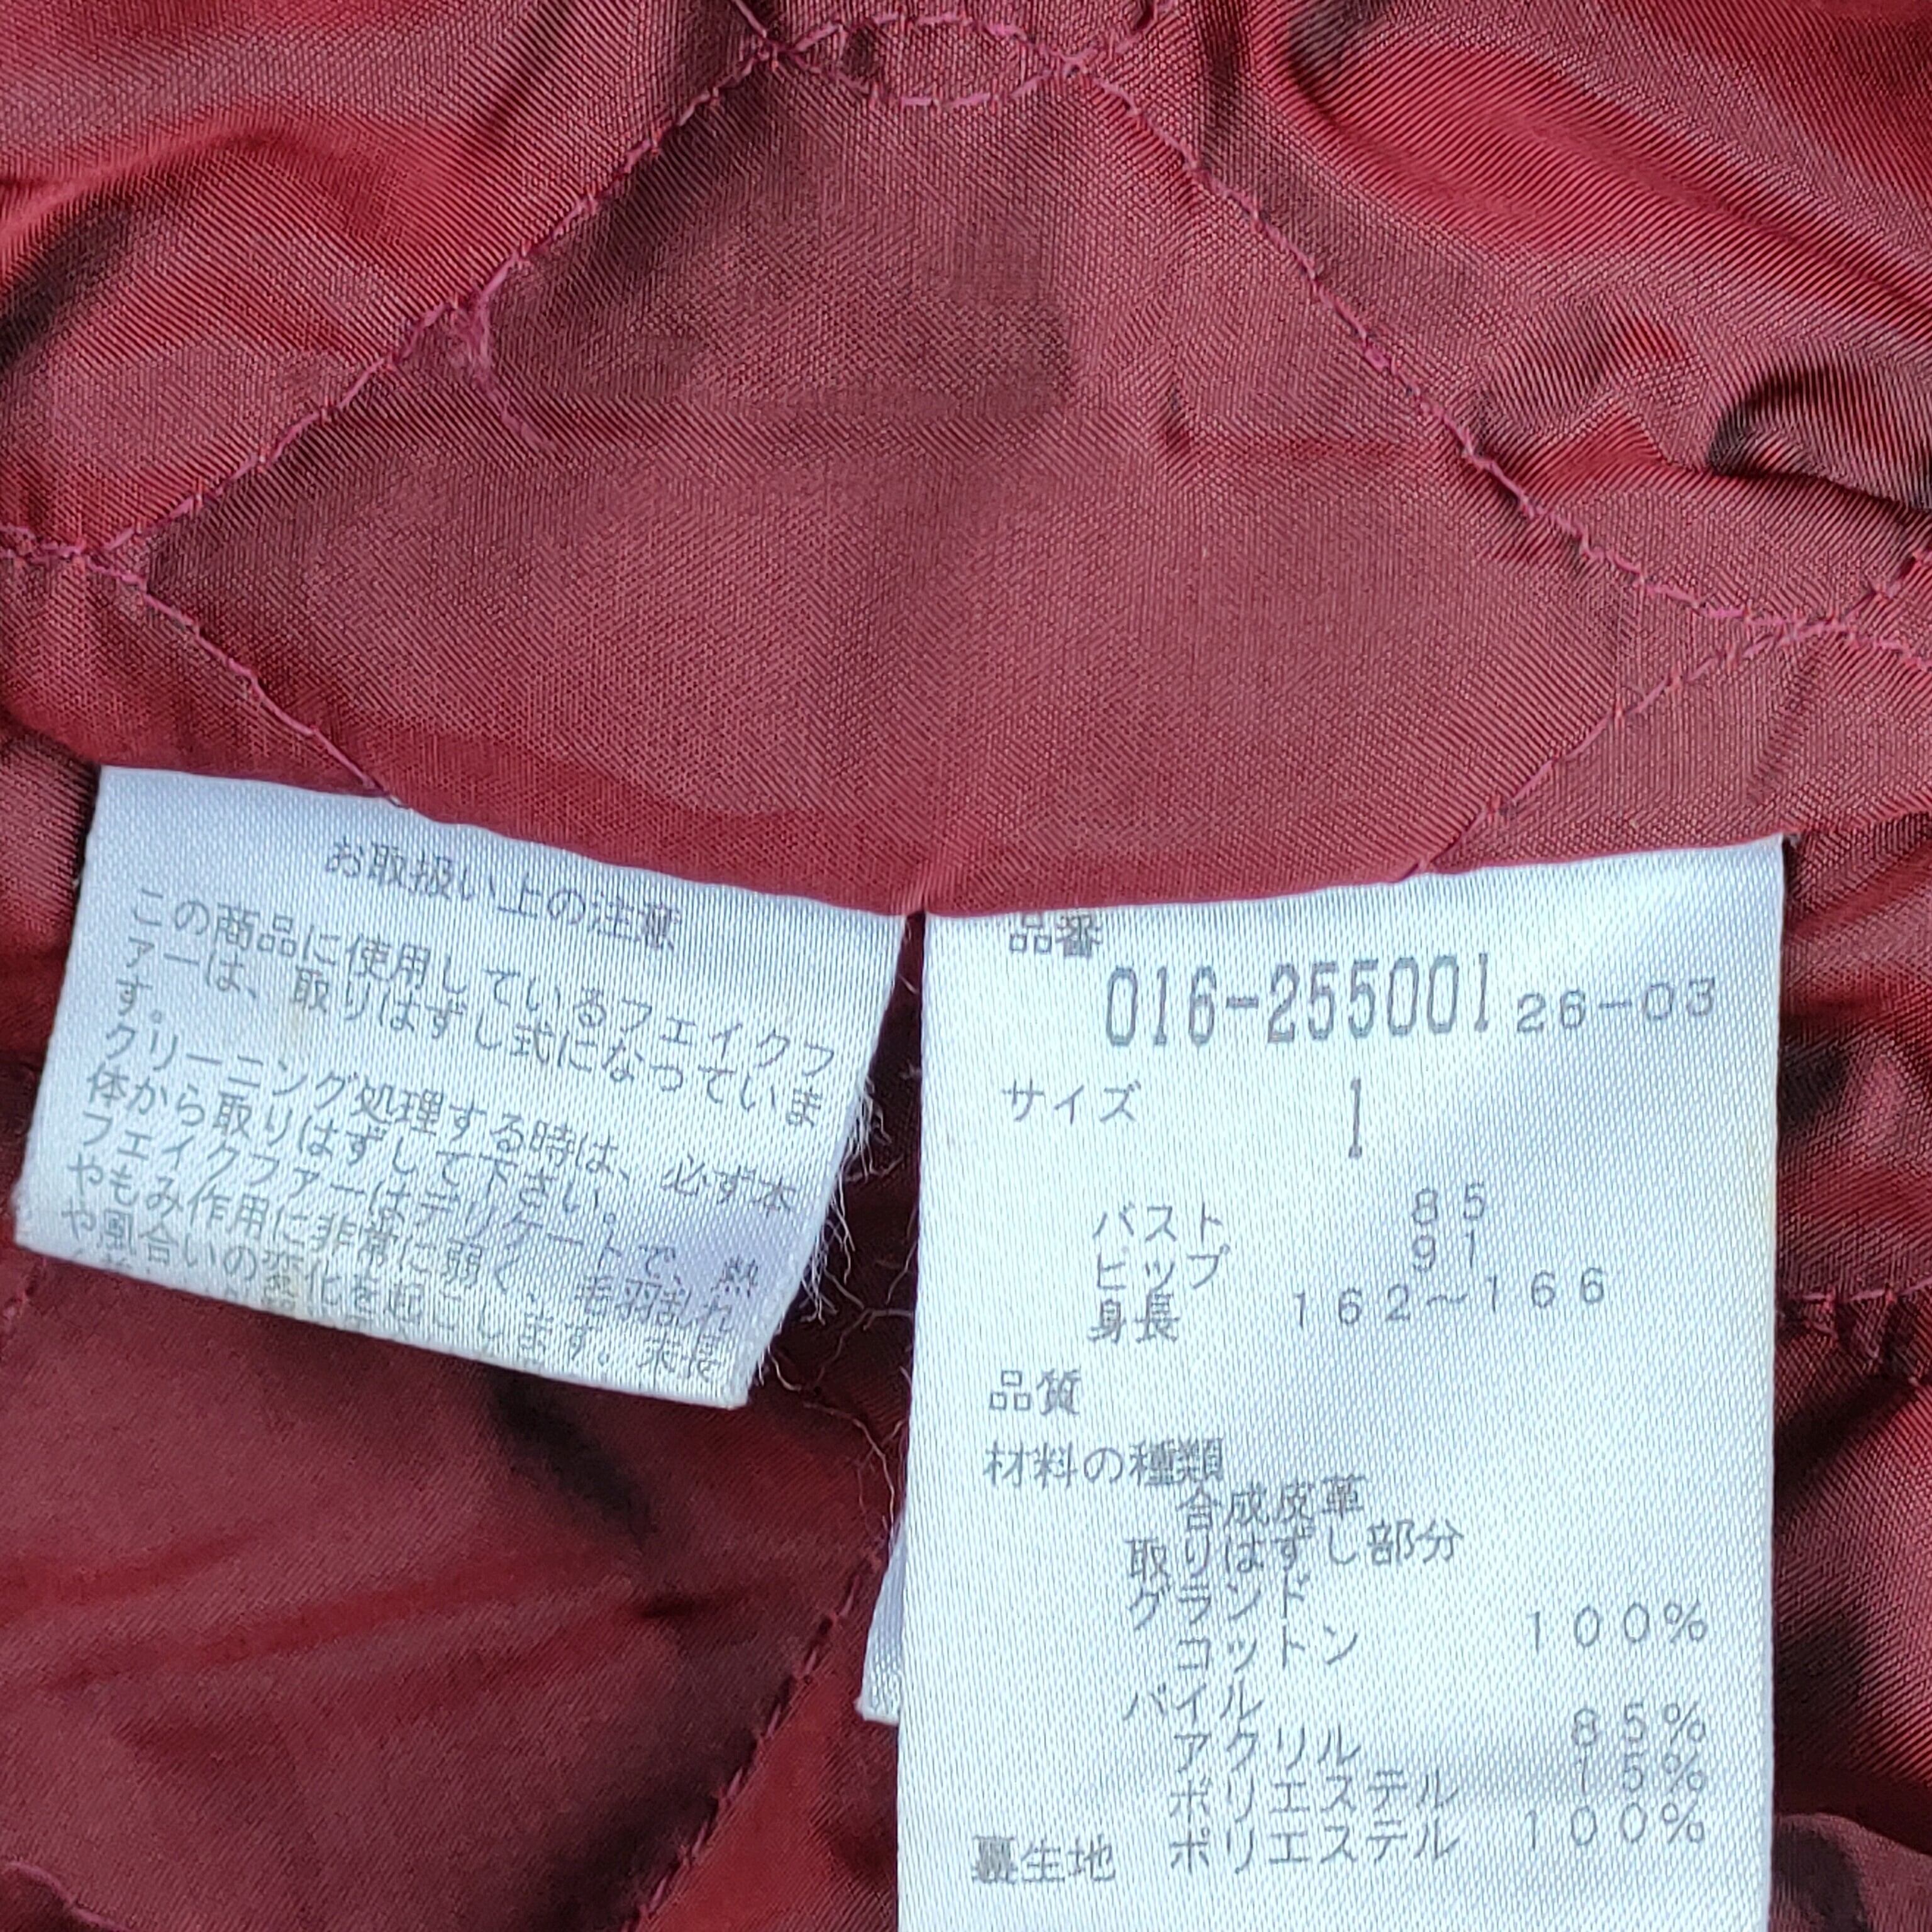 お取扱い上の注意
この商品に使用しているフェイクフ
ァーは、取りはずし式になっていま
す。
クリーニング処理する時は、必ず本
体から取りはずして下さい。
フェイクファーはデリケートで、熱
やもみ作用に非常に弱く、毛羽乱れ
や風合いの変化を起こします。末長
品番
016-255001 26-03
サイズ 1
バスト 85
ヒップ 91
身長 162~166
品質
材料の種類
合成皮革
取りはずし部分
グランド
コットン 100%
パイル
アクリル 85%
ポリエステル 15%
裏生地 ポリエステル 100%